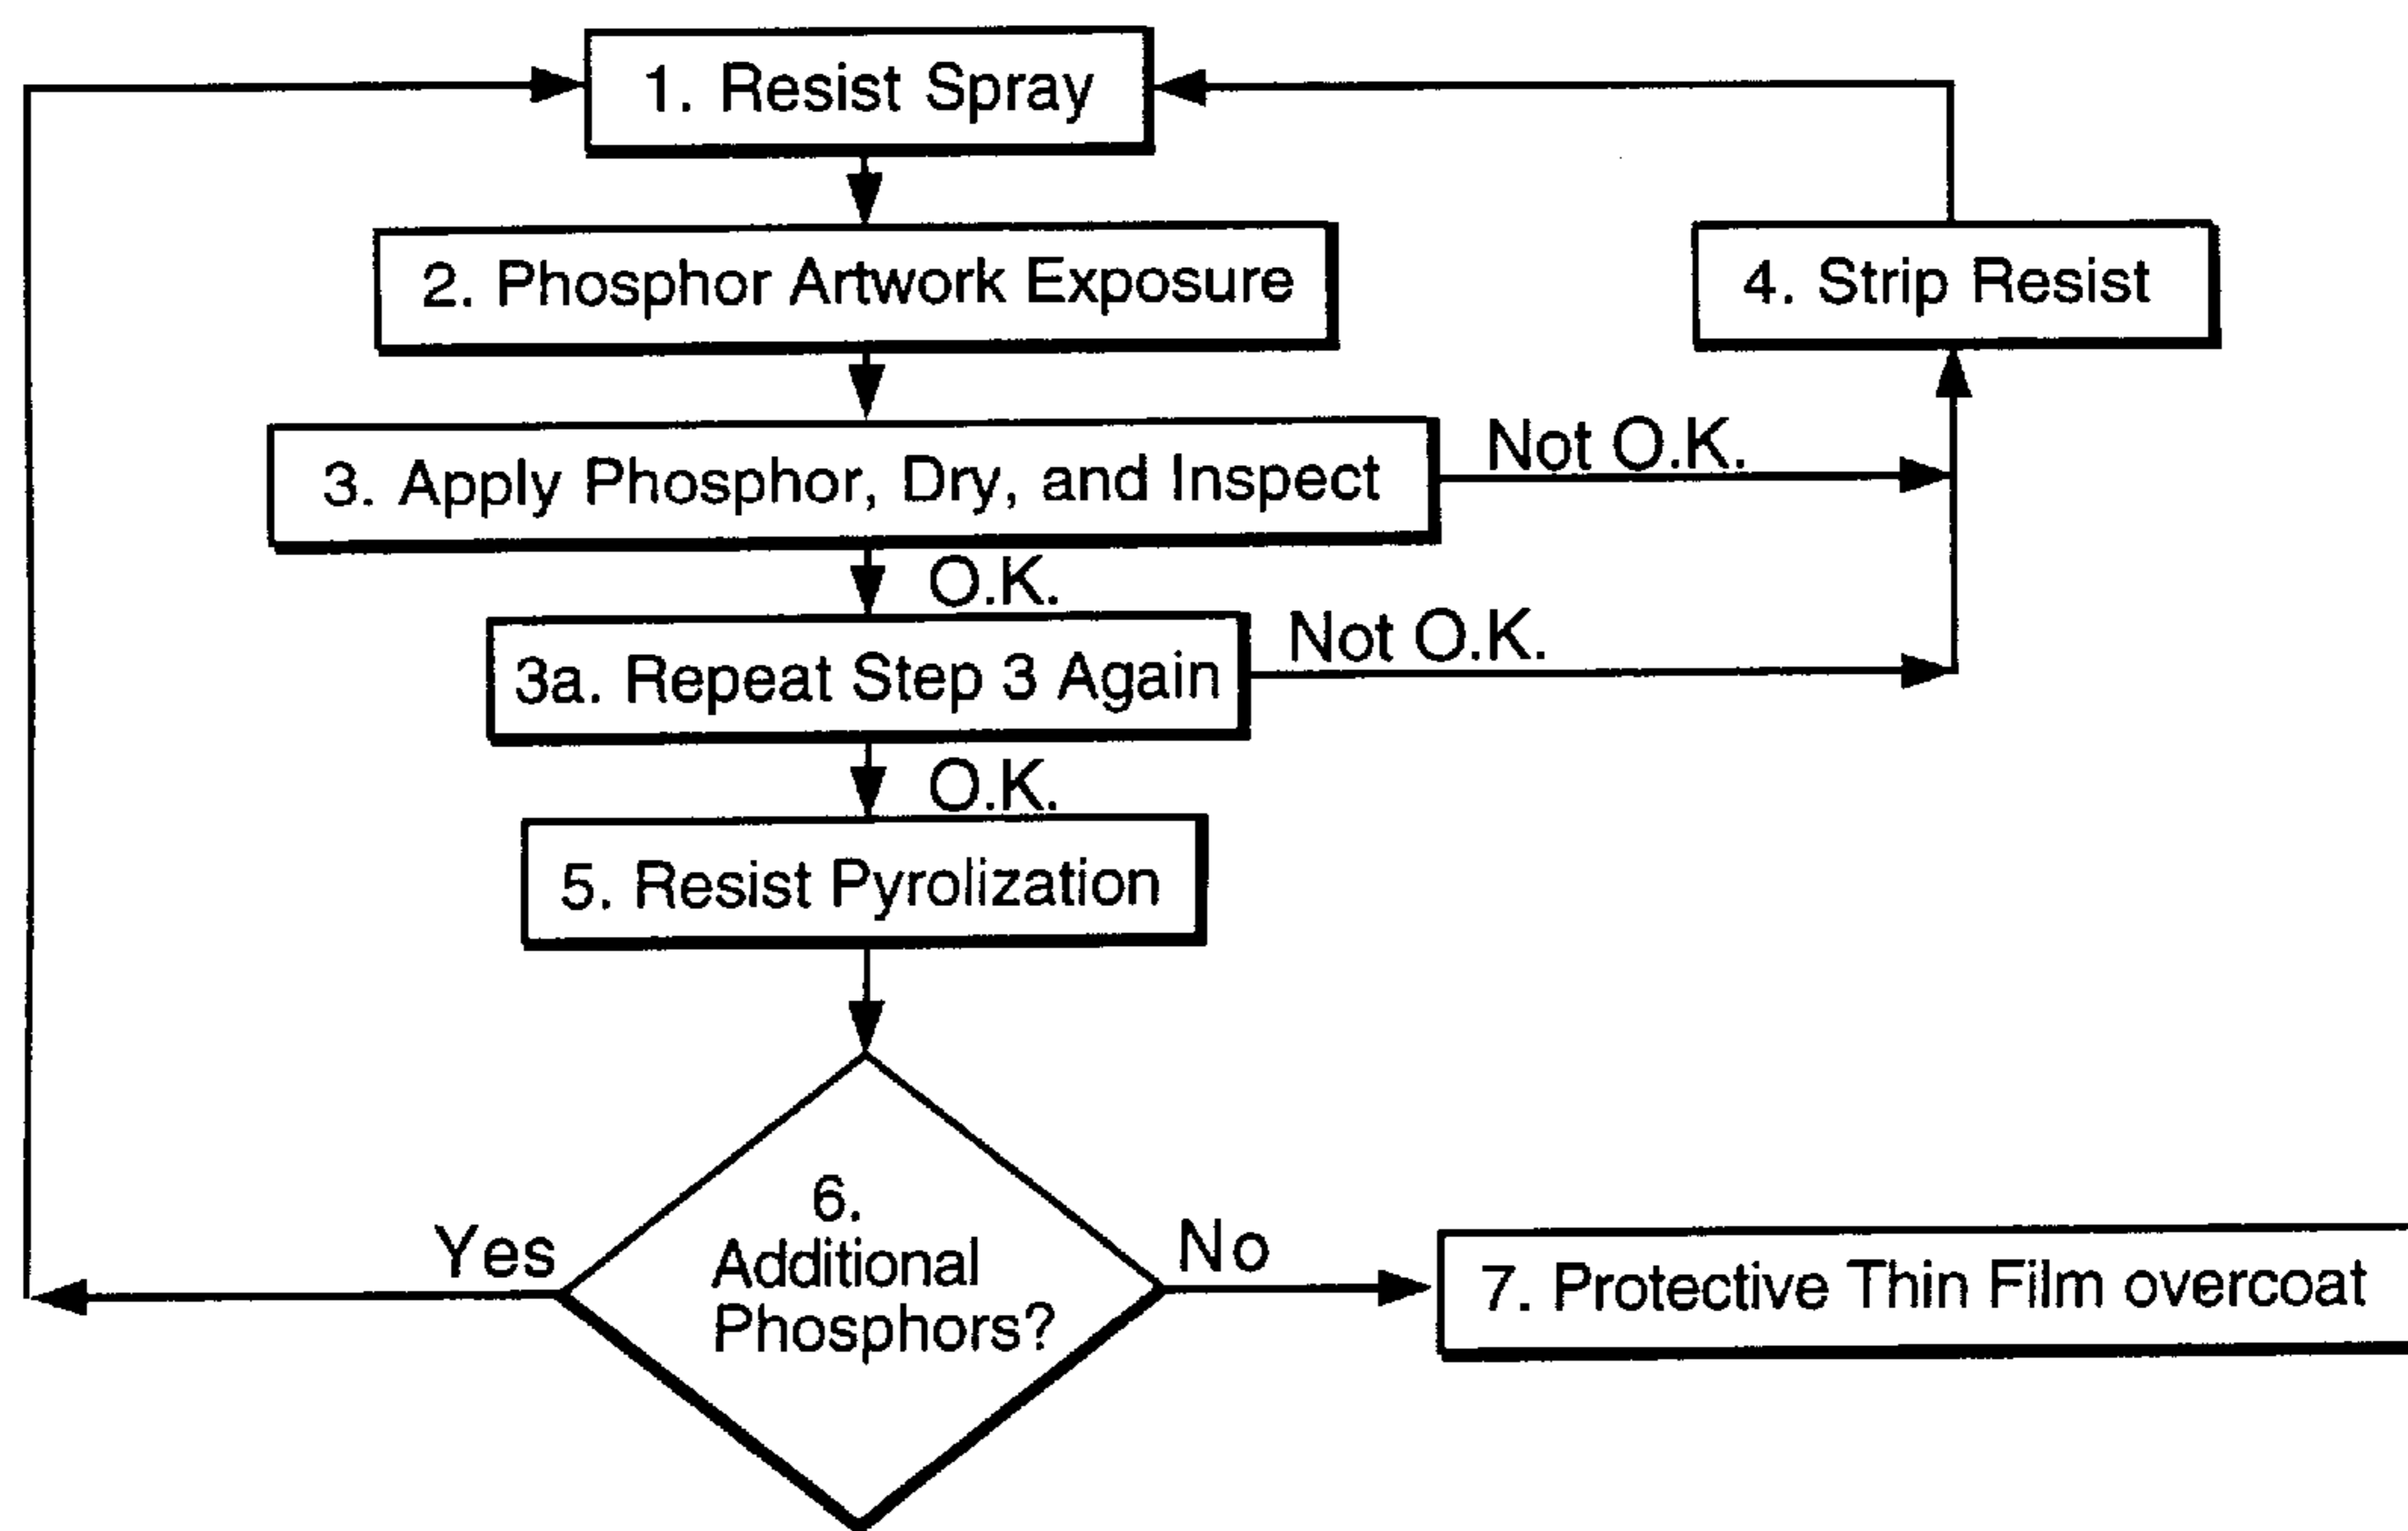 1. Resist Spray
2. Phosphor Artwork Exposure
4. Strip Resist
3. Apply Phosphor, Dry, and Inspect
Not O.K.
O.K.
3a. Repeat Step 3 Again
Not O.K.
O.K.
5. Resist Pyrolization
6.
Additional
Phosphors?
Yes
No
7. Protective Thin Film overcoat